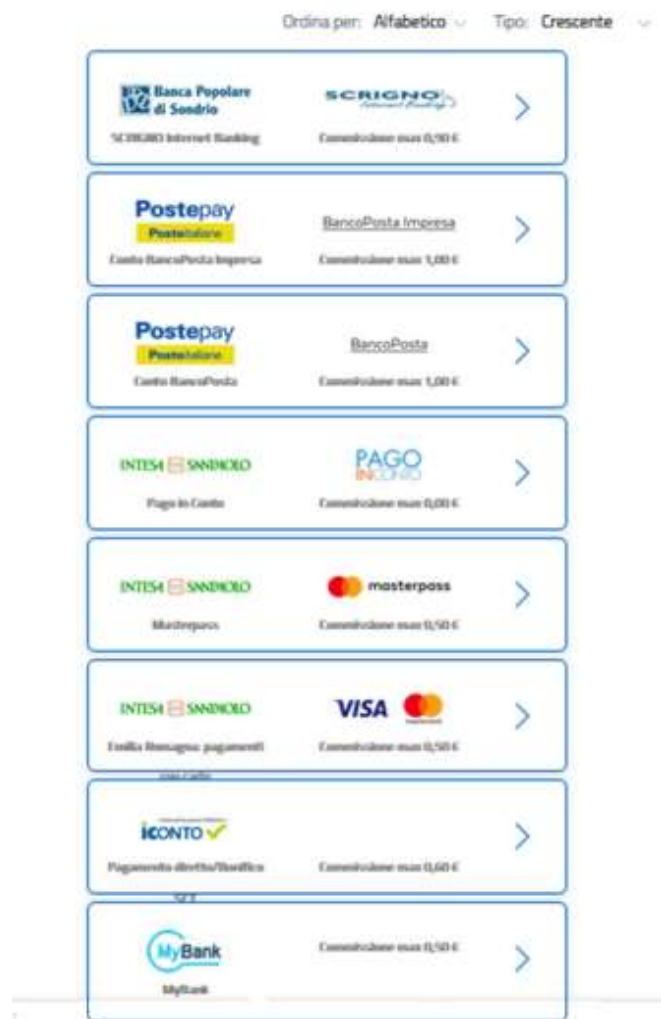 Ordina per: Alfabetico Tipo: Crescente
Banca Popolare di Sondrio
SCRIGNO
Internet Banking
SCRIGNO Internet Banking
Commissione max 0,90 €
Postepay
Posteitaliane
BancoPosta Impresa
Conto BancoPosta Impresa
Commissione max 1,00 €
Postepay
Posteitaliane
BancoPosta
Conto BancoPosta
Commissione max 1,00 €
INTESA SANPAOLO
PAGO
INCONTO
Pago in Conto
Commissione max 0,00 €
INTESA SANPAOLO
masterpass
Masterpass
Commissione max 0,50 €
INTESA SANPAOLO
VISA
Emilia Romagna: pagamenti
con carte
Commissione max 0,50 €
iCONTO
Pagamento diretto/Bonifico
Commissione max 0,60 €
MyBank
Commissione max 0,50 €
MyBank